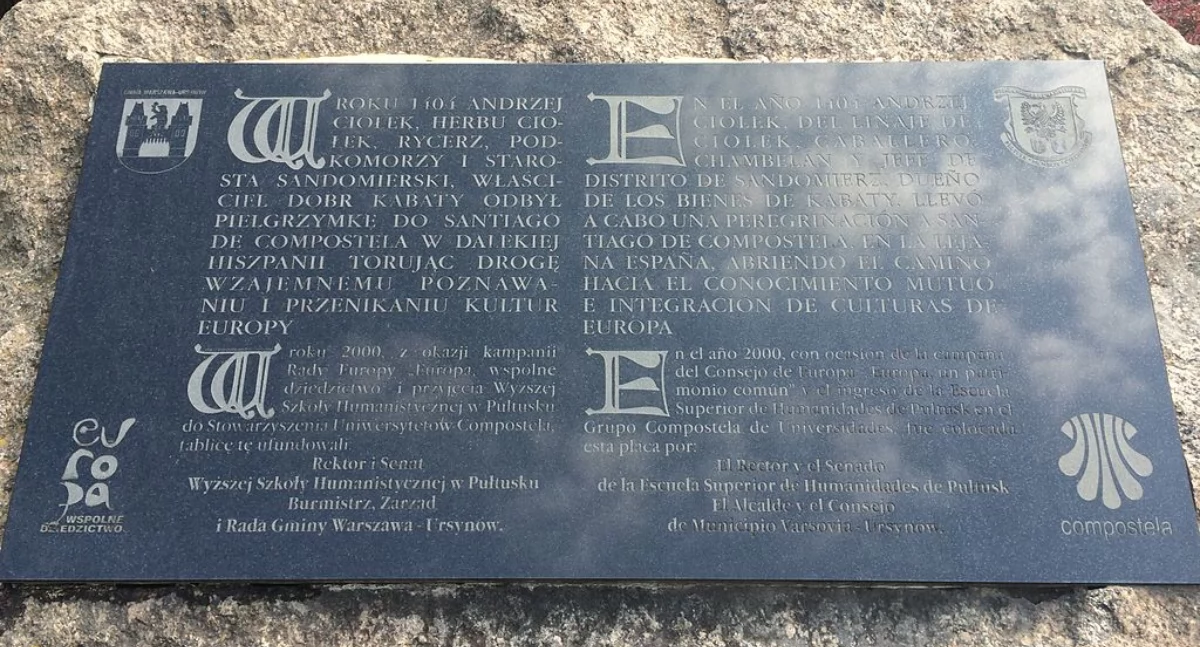 W ROKU 1404 ANDRZEJ
CIOŁEK, HERBU CIO-
ŁEK, RYCERZ, POD-
KOMORZY I STARO-
STA SANDOMIERSKI, WŁAŚCI-
CIEL DOBR KABATY ODBYŁ
PIELGRZYMKĘ DO SANTIAGO
DE COMPOSTELA W DALEKIEJ
HISZPANII TORUJĄC DROGĘ
WZAJEMNEMU POZNAWA-
NIU I PRZENIKANIU KULTUR
EUROPY
W roku 2000, z okazji kampanii
Rady Europy „Europa, wspolne
dziedzictwo" i przyjęcia Wyższej
Szkoły Humanistycznej w Pułtusku
do Stowarzyszenia Uniwersytetów Compostela,
tablicę tę ufundowali:
Rektor i Senat
Wyższej Szkoły Humanistycznej w Pułtusku
Burmistrz, Zarząd
i Rada Gminy Warszawa - Ursynów.
EN EL AÑO 1404 ANDRZEJ
CIOŁEK, DEL LINAJE DE
CIOŁEK, CABALLERO,
CHAMBELÁN Y JEFE DE
DISTRITO DE SANDOMIERZ, DUEÑO
DE LOS BIENES DE KABATY, LLEVÓ
A CABO UNA PEREGRINACIÓN A SAN-
TIAGO DE COMPOSTELA, EN LA LEJA-
NA ESPAÑA, ABRIENDO EL CAMINO
HACIA EL CONOCIMIENTO MUTUO
E INTEGRACIÓN DE CULTURAS DE
EUROPA
En el año 2000, con ocasión de la campaña
del Consejo de Europa "Europa, un patri-
monio común" y el ingreso de la Escuela
Superior de Humanidades de Pułtusk en el
Grupo Compostela de Universidades, fue colocada
esta placa por:
El Rector y el Senado
de la Escuela Superior de Humanidades de Pułtusk
El Alcalde y el Consejo
de Municipio Varsovia - Ursynów.
europa
WSPÓLNE
DZIEDZICTWO
compostela